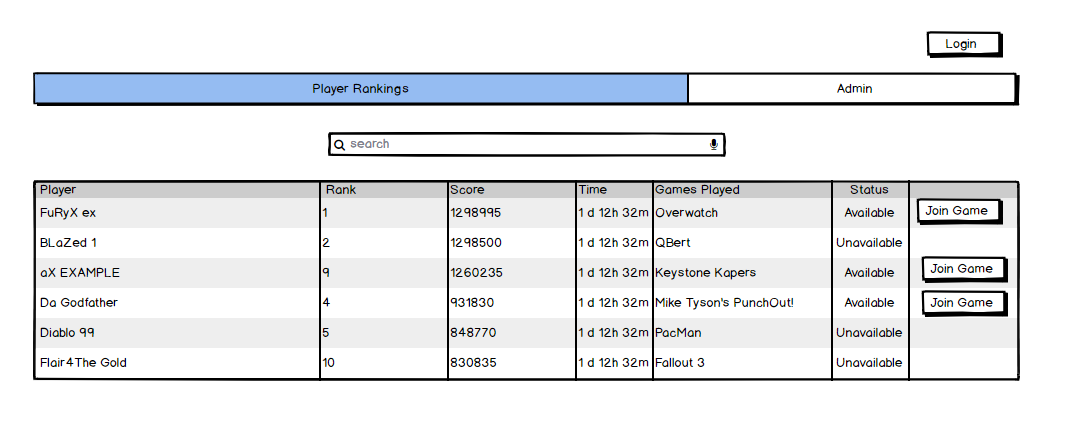 Login
Player Rankings Admin
search
Player Rank Score Time Games Played Status
FuRyX ex 1 1298995 1 d 12h 32m Overwatch Available Join Game
BLaZed 1 2 1298500 1 d 12h 32m QBert Unavailable
aX EXAMPLE 9 1260235 1 d 12h 32m Keystone Kapers Available Join Game
Da Godfather 4 931830 1 d 12h 32m Mike Tyson's PunchOut! Available Join Game
Diablo 99 5 848770 1 d 12h 32m PacMan Unavailable
Flair4The Gold 10 830835 1 d 12h 32m Fallout 3 Unavailable